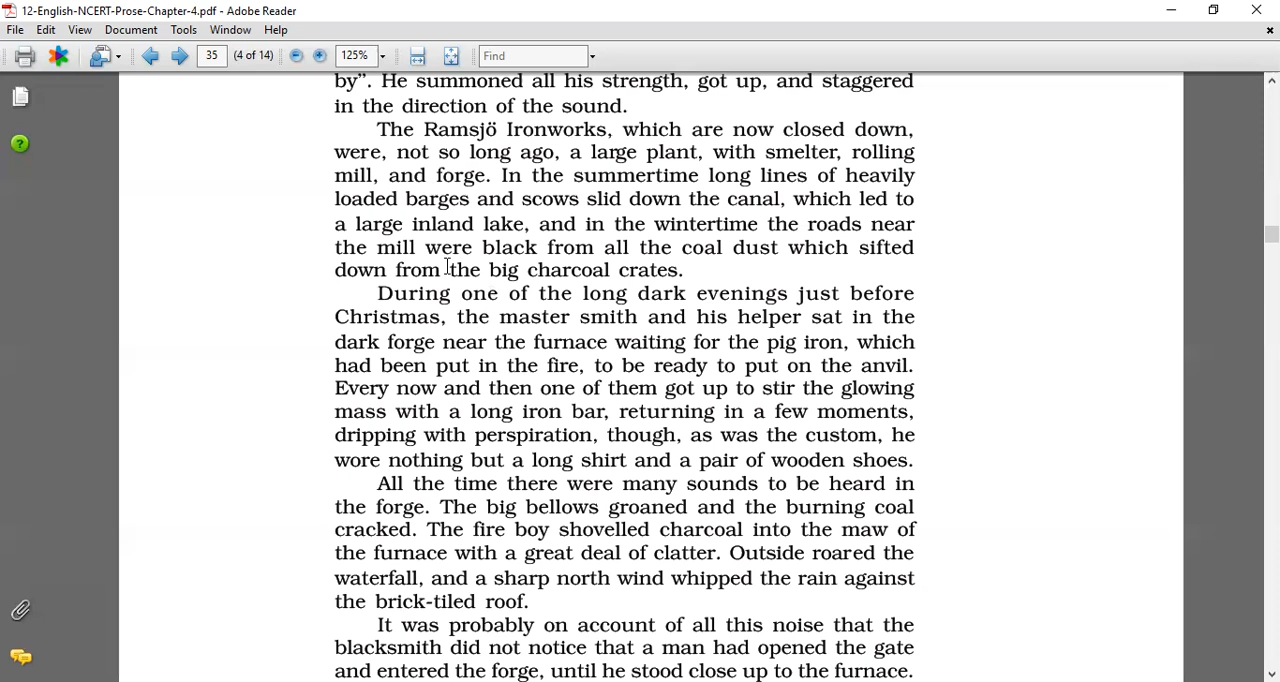 12-English-NCERT-Prose-Chapter-4.pdf - Adobe Reader
File Edit View Document Tools Window Help
35 (4 of 14) 125% Find
by”. He summoned all his strength, got up, and staggered
in the direction of the sound.
The Ramsjö Ironworks, which are now closed down,
were, not so long ago, a large plant, with smelter, rolling
mill, and forge. In the summertime long lines of heavily
loaded barges and scows slid down the canal, which led to
a large inland lake, and in the wintertime the roads near
the mill were black from all the coal dust which sifted
down from the big charcoal crates.
During one of the long dark evenings just before
Christmas, the master smith and his helper sat in the
dark forge near the furnace waiting for the pig iron, which
had been put in the fire, to be ready to put on the anvil.
Every now and then one of them got up to stir the glowing
mass with a long iron bar, returning in a few moments,
dripping with perspiration, though, as was the custom, he
wore nothing but a long shirt and a pair of wooden shoes.
All the time there were many sounds to be heard in
the forge. The big bellows groaned and the burning coal
cracked. The fire boy shovelled charcoal into the maw of
the furnace with a great deal of clatter. Outside roared the
waterfall, and a sharp north wind whipped the rain against
the brick-tiled roof.
It was probably on account of all this noise that the
blacksmith did not notice that a man had opened the gate
and entered the forge, until he stood close up to the furnace.